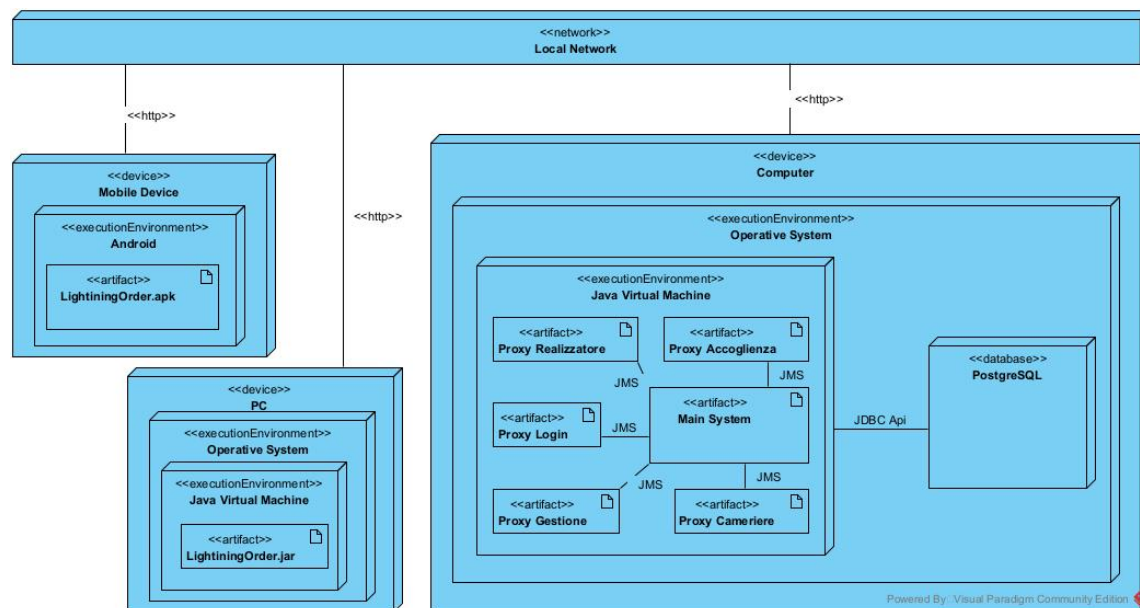 <<network>>
Local Network
<<http>>
<<http>>
<<http>>
<<device>>
Mobile Device
<<executionEnvironment>>
Android
<<artifact>>
LightiningOrder.apk
<<device>>
PC
<<executionEnvironment>>
Operative System
<<executionEnvironment>>
Java Virtual Machine
<<artifact>>
LightiningOrder.jar
<<device>>
Computer
<<executionEnvironment>>
Operative System
<<executionEnvironment>>
Java Virtual Machine
<<artifact>>
Proxy Realizzatore
<<artifact>>
Proxy Accoglienza
JMS
JMS
<<artifact>>
Main System
<<artifact>>
Proxy Login
JMS
JMS
JMS
<<artifact>>
Proxy Gestione
<<artifact>>
Proxy Cameriere
JDBC Api
<<database>>
PostgreSQL
Powered By Visual Paradigm Community Edition